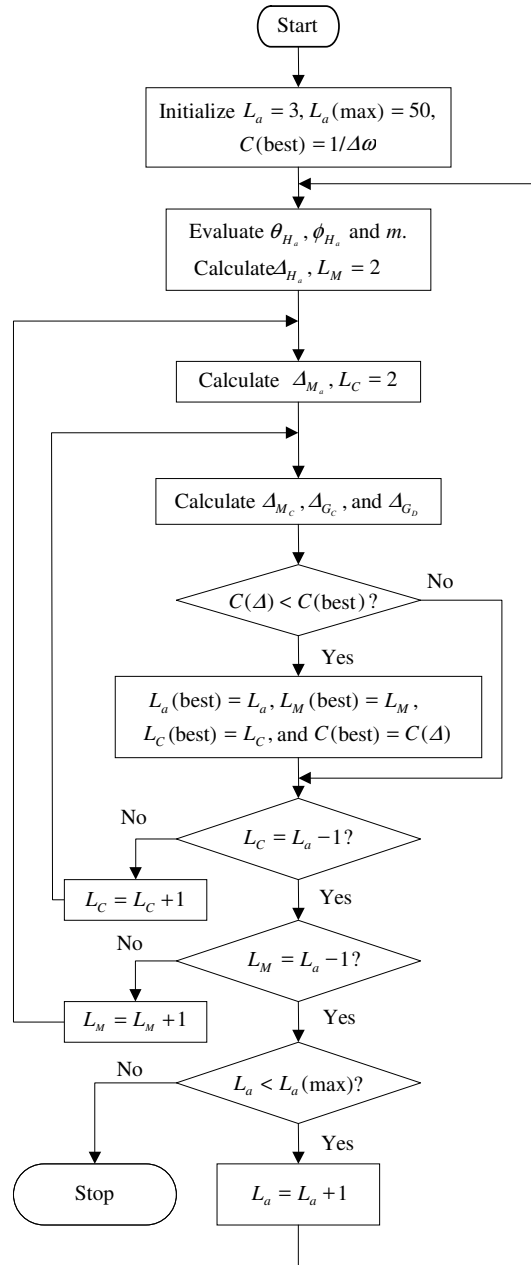 Start
Initialize L_a = 3, L_a(max) = 50,
C(best) = 1/Δω
Evaluate θ_{H_a}, ϕ_{H_a} and m.
CalculateΔ_{H_a}, L_M = 2
Calculate Δ_{M_a}, L_C = 2
Calculate Δ_{M_C}, Δ_{G_C}, and Δ_{G_D}
C(Δ) < C(best)?
No
Yes
L_a(best) = L_a, L_M(best) = L_M,
L_C(best) = L_C, and C(best) = C(Δ)
No
L_C = L_a −1?
L_C = L_C +1
Yes
No
L_M = L_a −1?
L_M = L_M +1
Yes
No
L_a < L_a(max)?
Yes
Stop
L_a = L_a +1